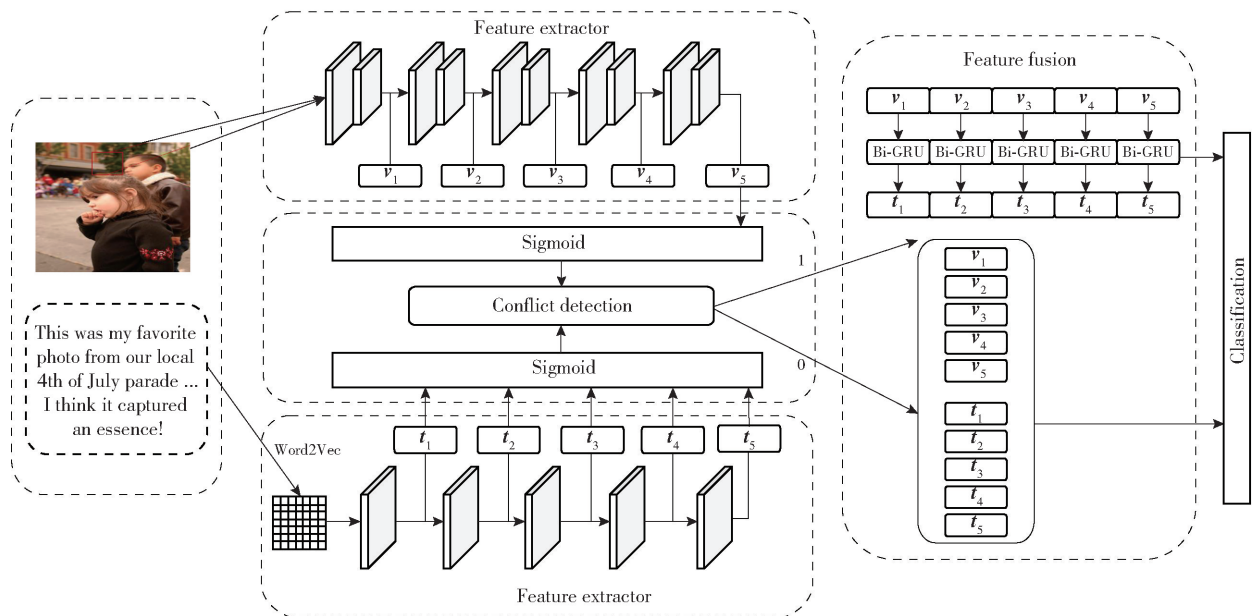 Feature extractor
v1
v2
v3
v4
v5
This was my favorite
photo from our local
4th of July parade ...
I think it captured
an essence!
Word2Vec
Sigmoid
1
Conflict detection
Sigmoid
0
t1
t2
t3
t4
t5
Feature extractor
Feature fusion
v1 v2 v3 v4 v5
Bi-GRU Bi-GRU Bi-GRU Bi-GRU Bi-GRU
t1 t2 t3 t4 t5
v1
v2
v3
v4
v5
t1
t2
t3
t4
t5
Classification